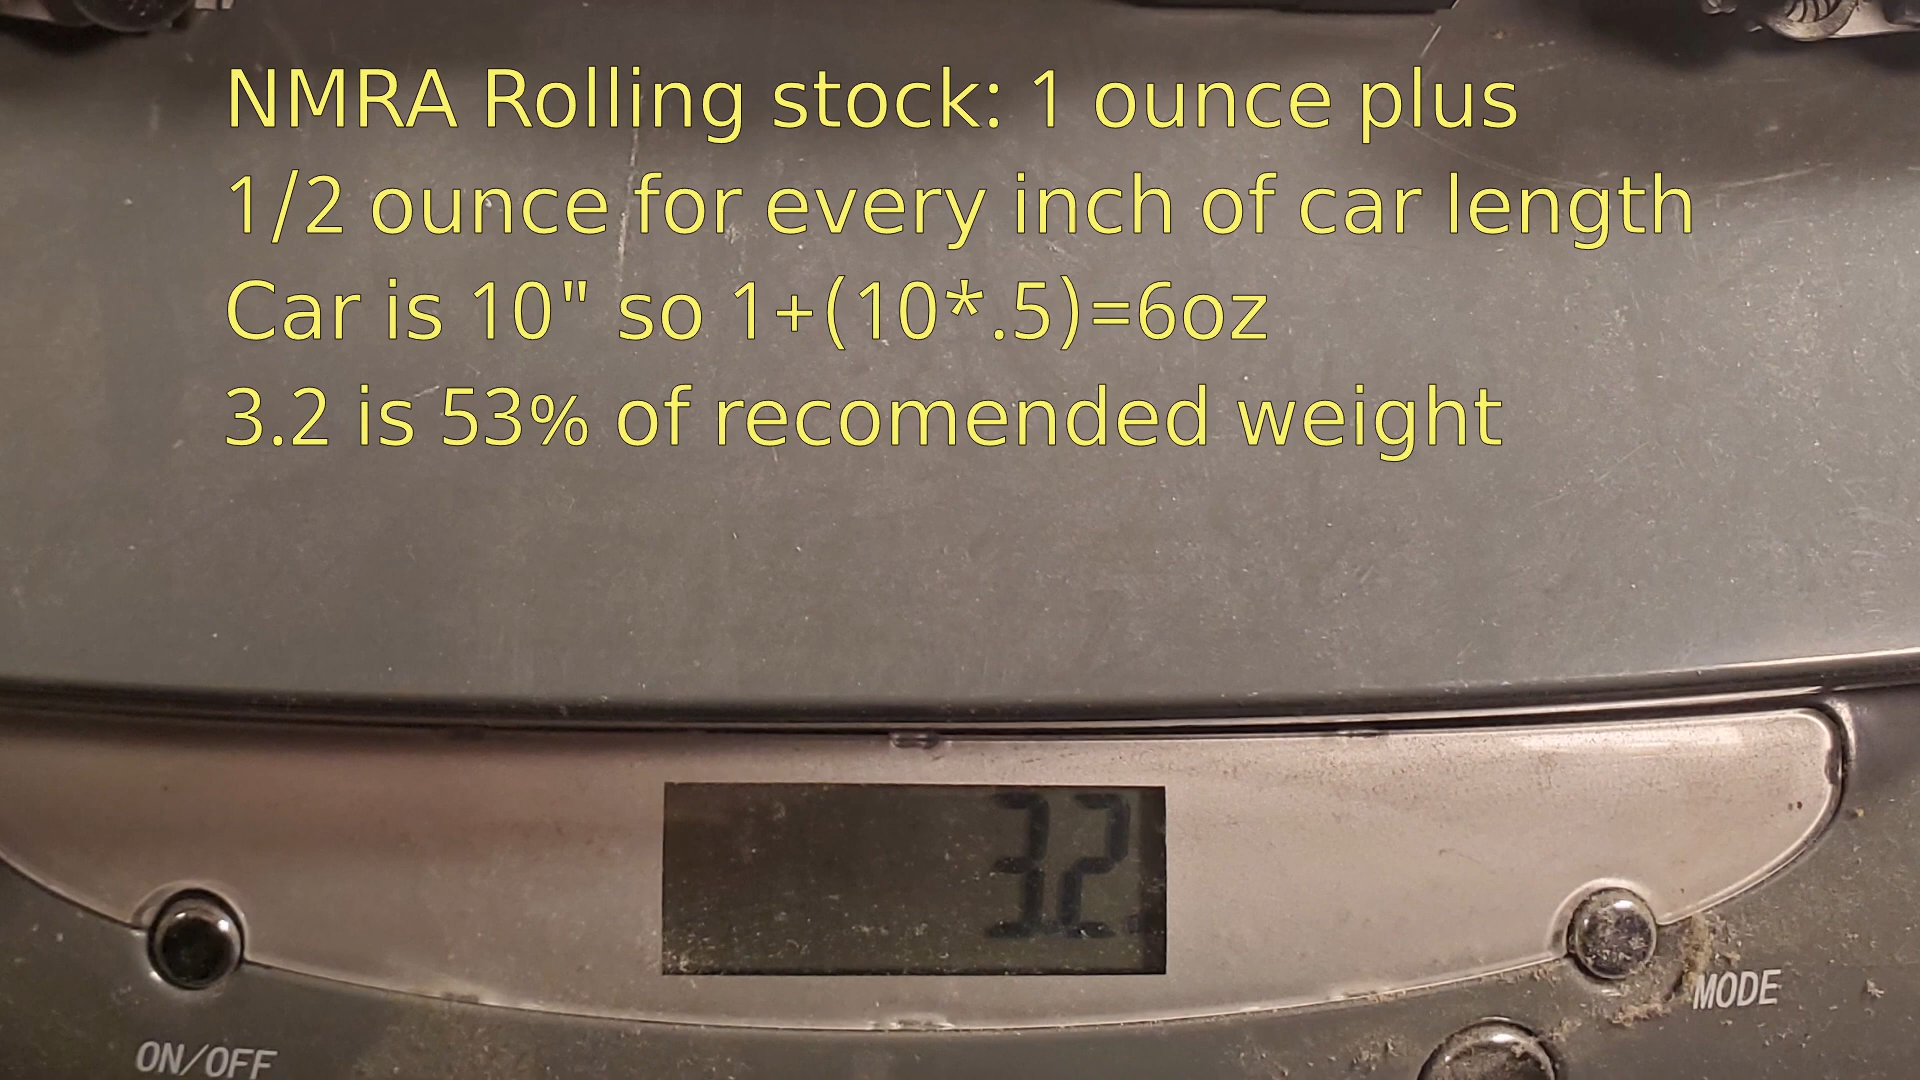 NMRA Rolling stock: 1 ounce plus
1/2 ounce for every inch of car length
Car is 10" so 1+(10*.5)=6oz
3.2 is 53% of recomended weight
3.2
MODE
ON/OFF